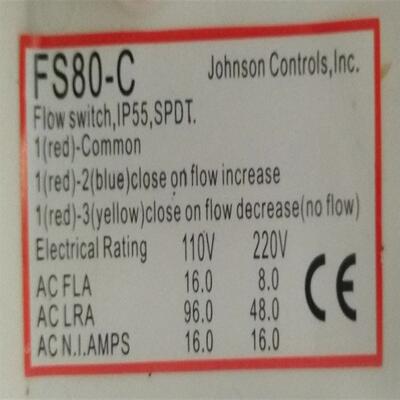 FS80-C Johnson Controls,Inc.
Flow switch,IP55,SPDT.
1(red)-Common
1(red)-2(blue)close on flow increase
1(red)-3(yellow)close on flow decrease(no flow)
Electrical Rating 110V 220V
AC FLA 16.0 8.0
AC LRA 96.0 48.0
AC N.I.AMPS 16.0 16.0
CE